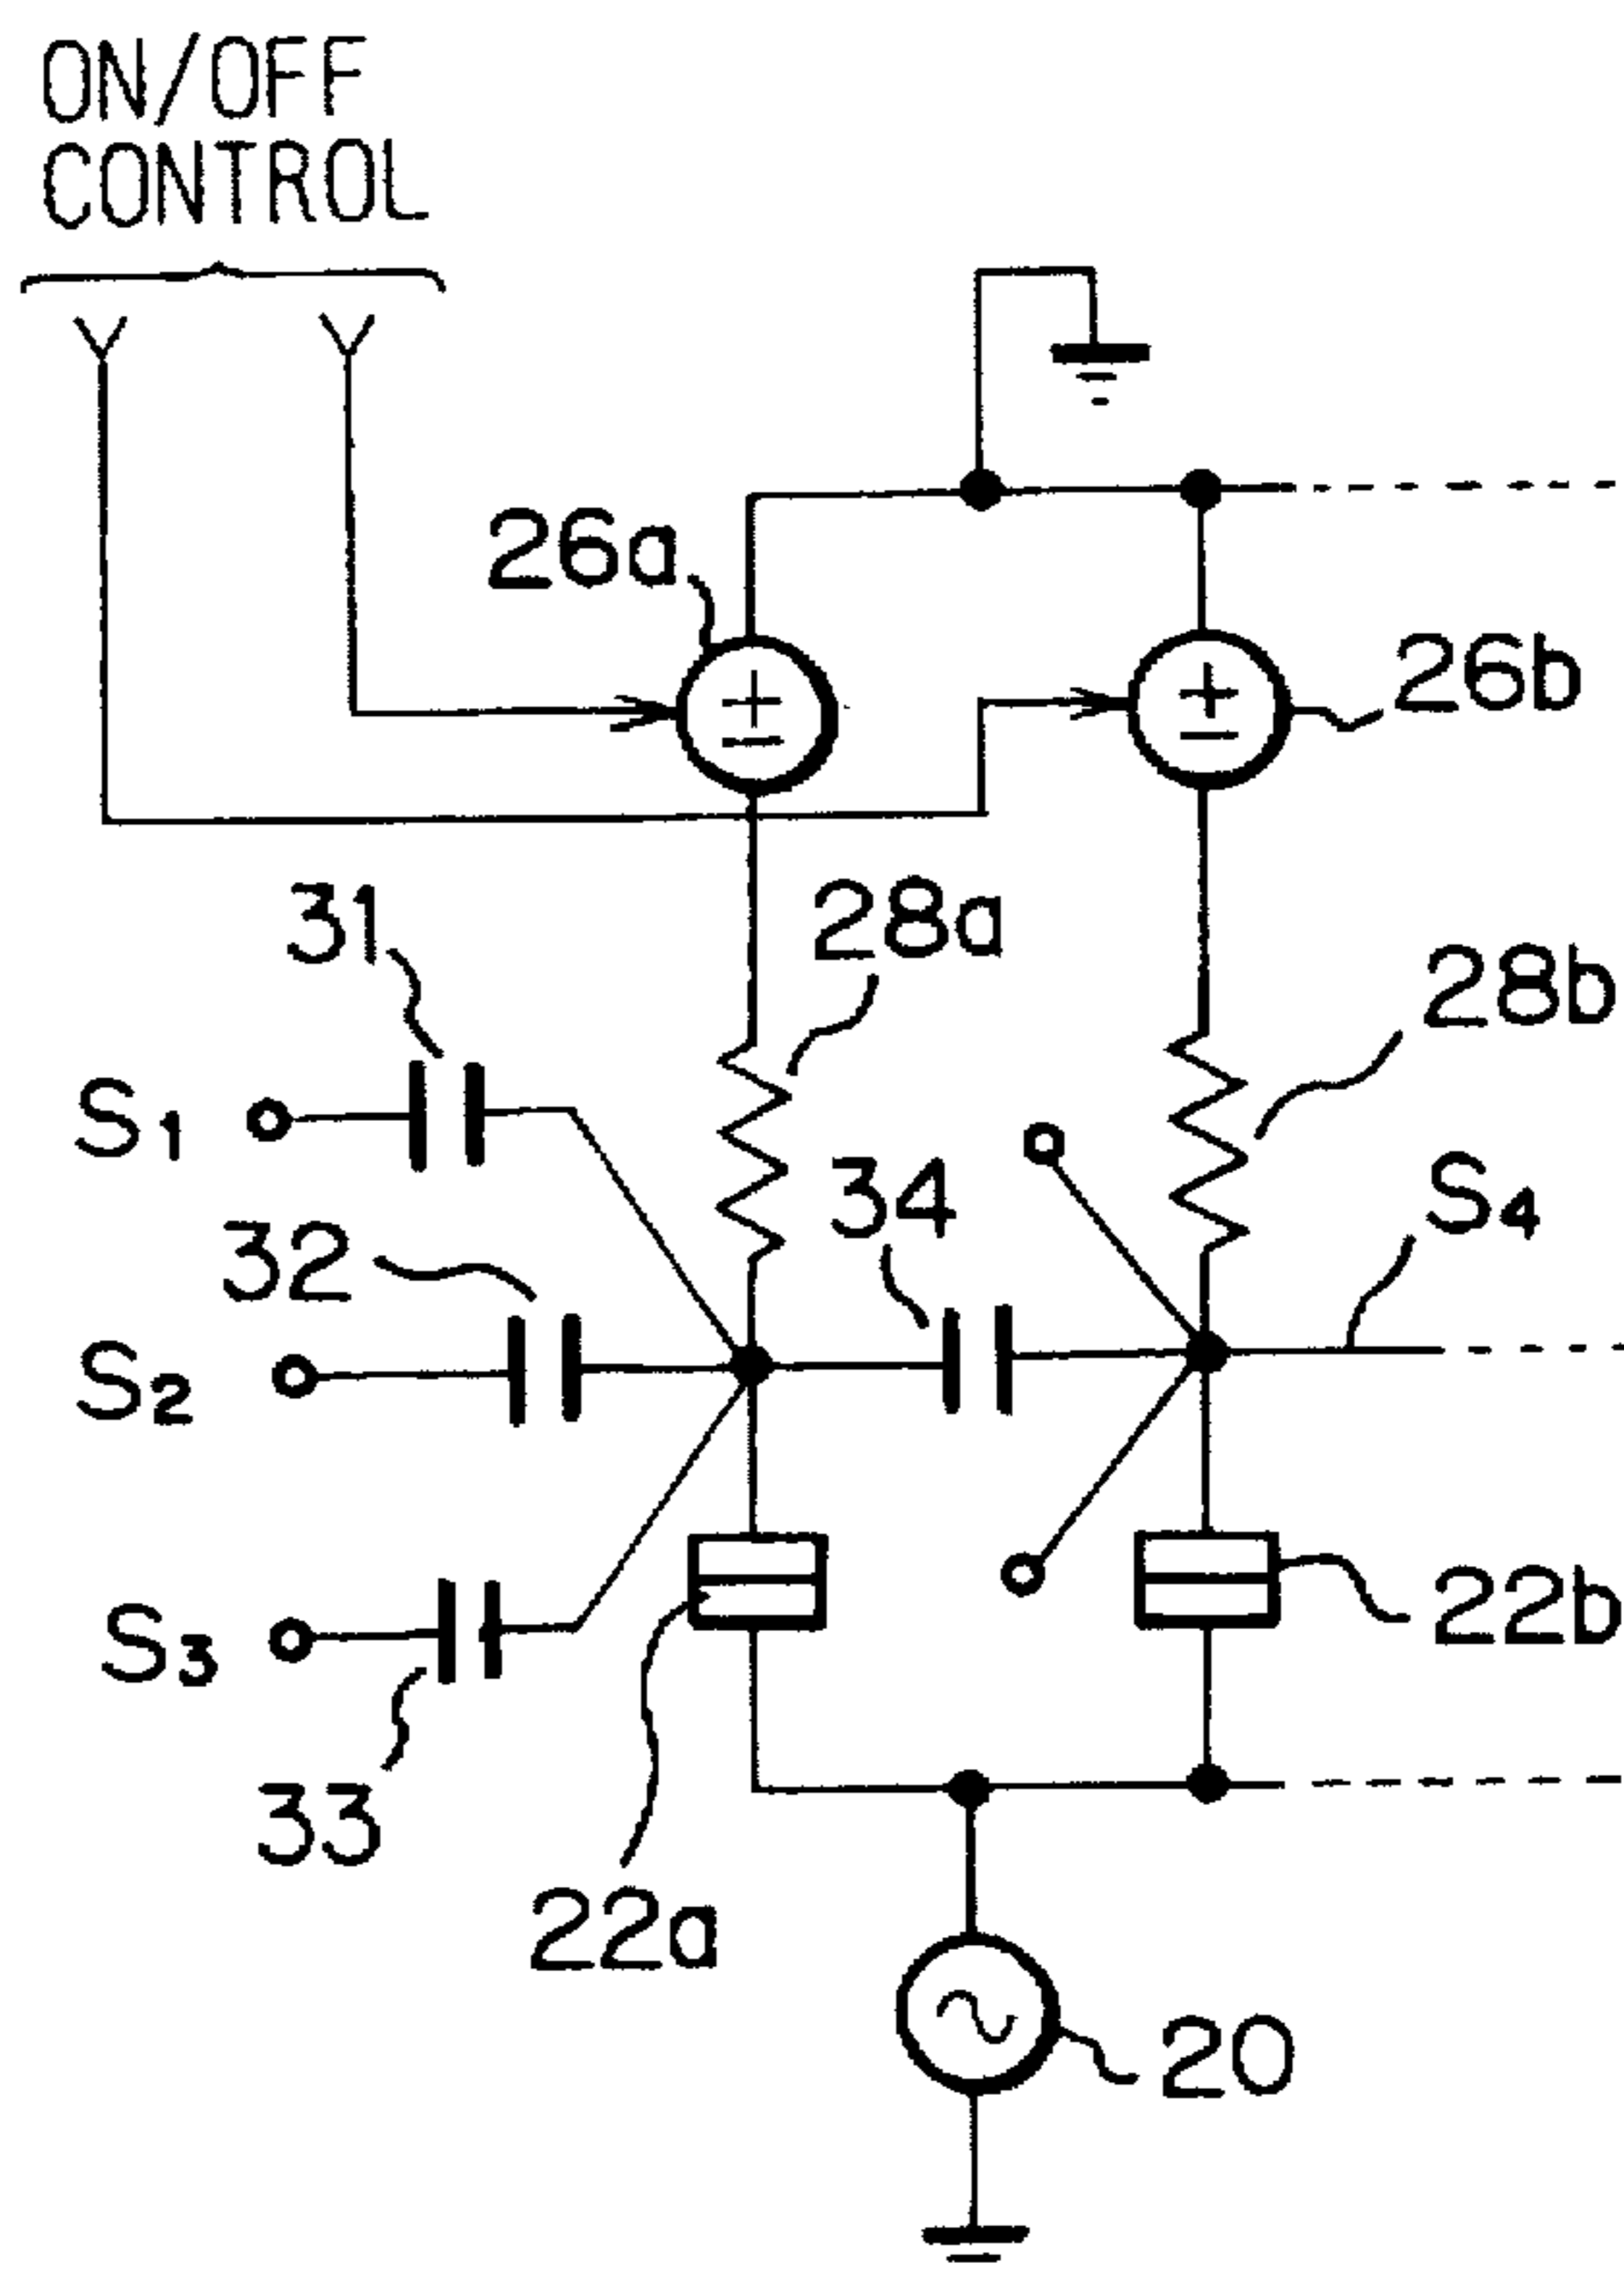 ON/OFF
CONTROL
26a
26b
31
28a
28b
S1
34
S4
32
S2
S3
22b
33
22a
20